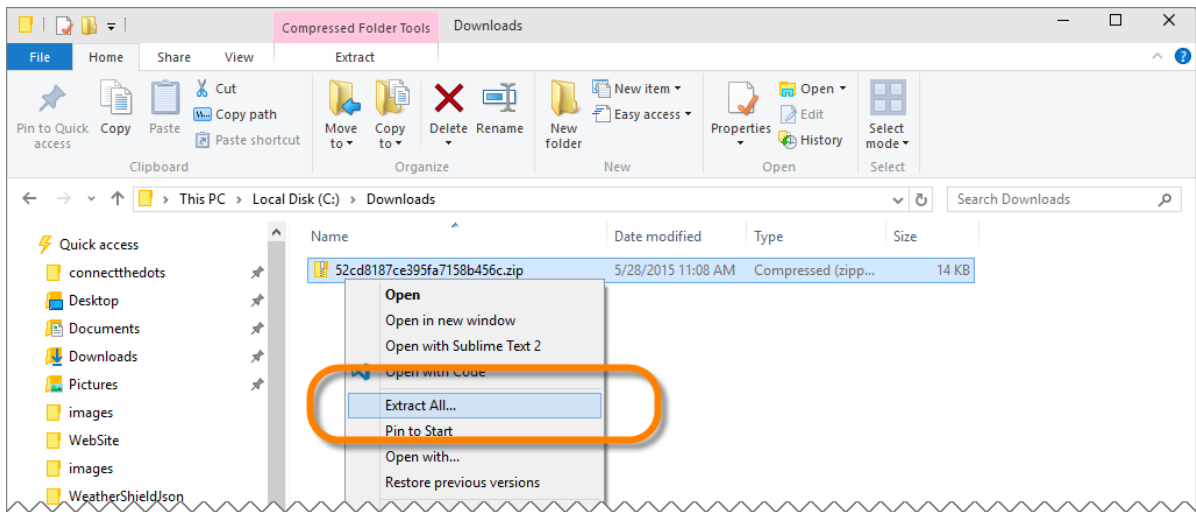 Compressed Folder Tools Downloads
File Home Share View Extract
Pin to Quick access
Copy
Paste
Cut
Copy path
Paste shortcut
Clipboard
Move to
Copy to
Delete
Rename
Organize
New folder
New item
Easy access
New
Properties
Open
Edit
History
Open
Select mode
Select
This PC > Local Disk (C:) > Downloads
Search Downloads
Quick access
connectthedots
Desktop
Documents
Downloads
Pictures
images
WebSite
images
WeatherShieldJson
Name Date modified Type Size
52cd8187ce395fa7158b456c.zip 5/28/2015 11:08 AM Compressed (zipp... 14 KB
Open
Open in new window
Open with Sublime Text 2
Open with Code
Extract All...
Pin to Start
Open with...
Restore previous versions